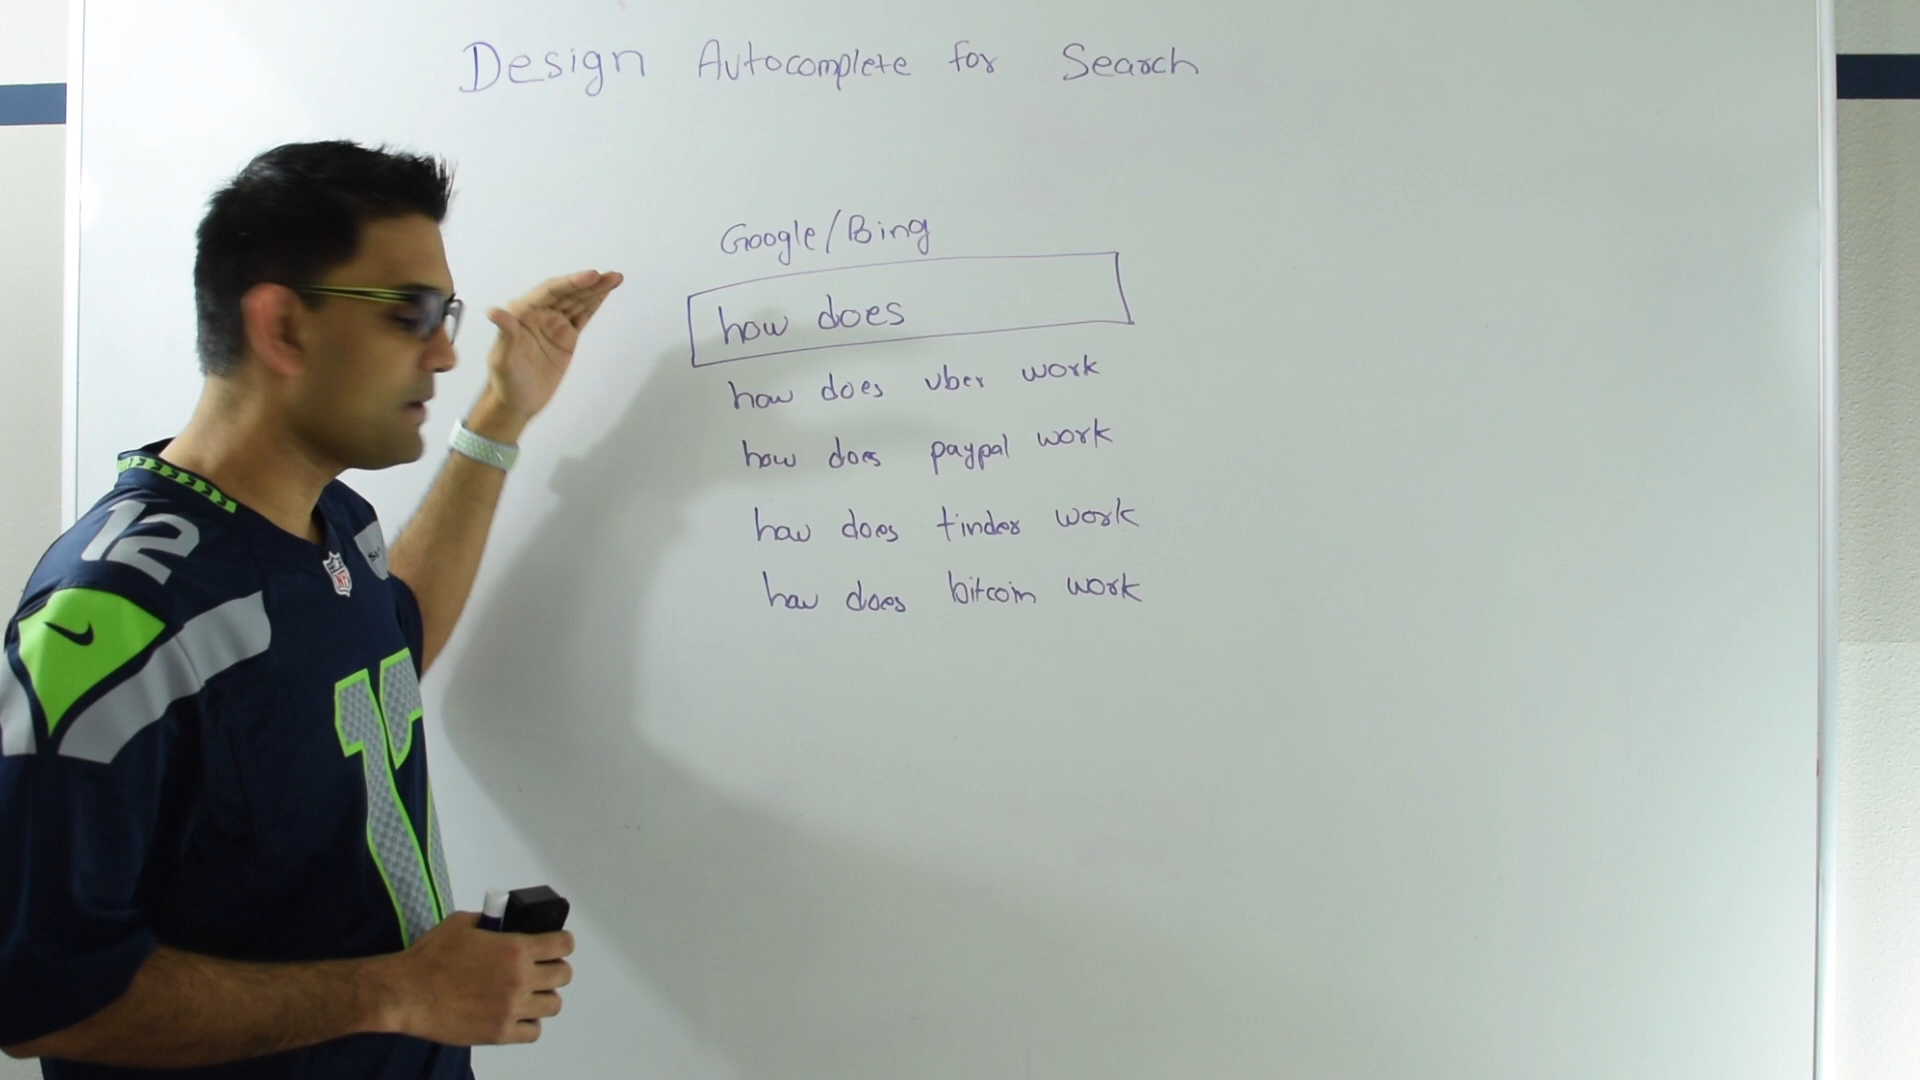 Design Autocomplete for Search
Google/Bing
how does
how does uber work
how does paypal work
how does tinder work
how does bitcoin work
12
NFL
12